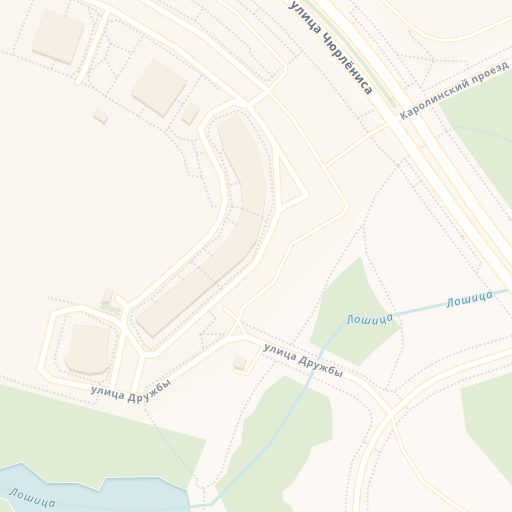 улица Чюрлёниса
Каролинский проезд
Лошица
Лошица
улица Дружбы
улица Дружбы
Лошица